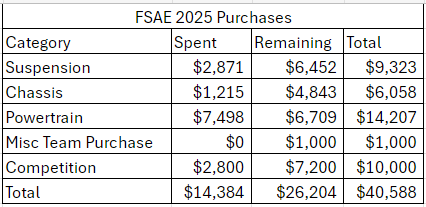 FSAE 2025 Purchases
Category Spent Remaining Total
Suspension $2,871 $6,452 $9,323
Chassis $1,215 $4,843 $6,058
Powertrain $7,498 $6,709 $14,207
Misc Team Purchase $0 $1,000 $1,000
Competition $2,800 $7,200 $10,000
Total $14,384 $26,204 $40,588